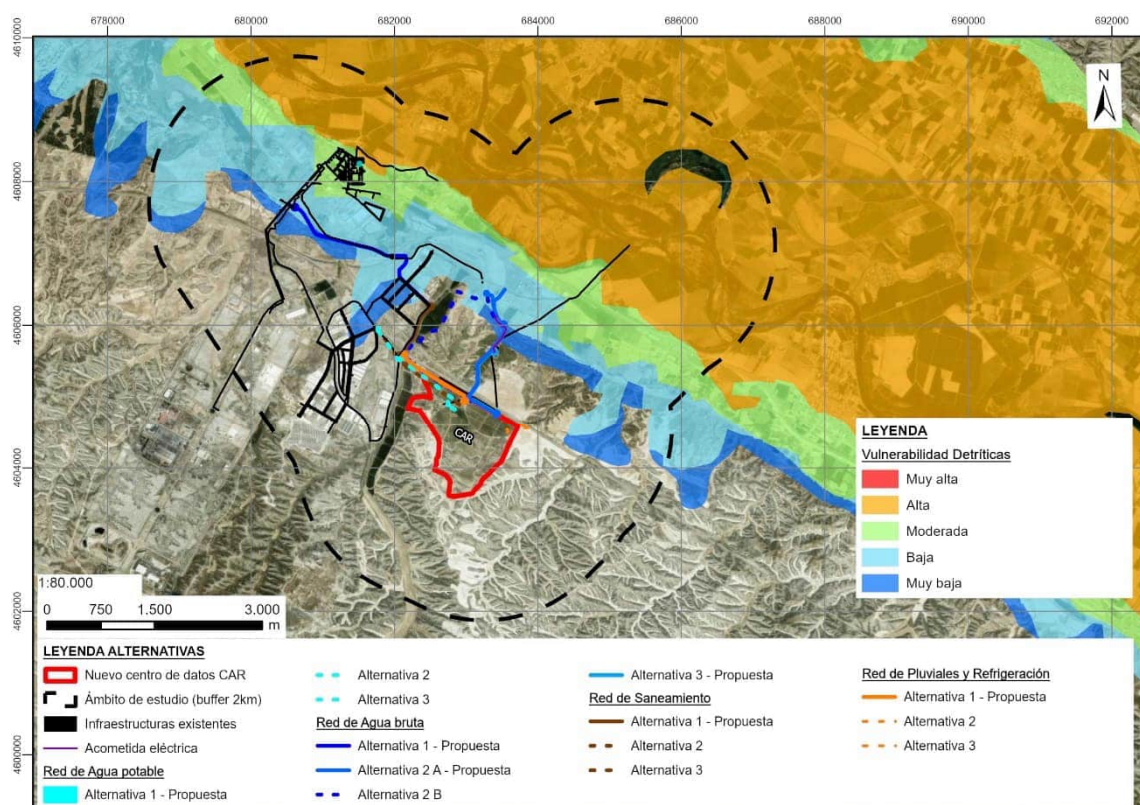 678000 680000 682000 684000 686000 688000 690000 692000
4610000
4608000
4606000
4604000
4602000
4600000
N
CAR
LEYENDA
Vulnerabilidad Detríticas
Muy alta
Alta
Moderada
Baja
Muy baja
1:80.000
0 750 1.500 3.000
m
LEYENDA ALTERNATIVAS
Nuevo centro de datos CAR
Ámbito de estudio (buffer 2km)
Infraestructuras existentes
Acometida eléctrica
Red de Agua potable
Alternativa 1 - Propuesta
Alternativa 2
Alternativa 3
Red de Agua bruta
Alternativa 1 - Propuesta
Alternativa 2 A - Propuesta
Alternativa 2 B
Alternativa 3 - Propuesta
Red de Saneamiento
Alternativa 1 - Propuesta
Alternativa 2
Alternativa 3
Red de Pluviales y Refrigeración
Alternativa 1 - Propuesta
Alternativa 2
Alternativa 3